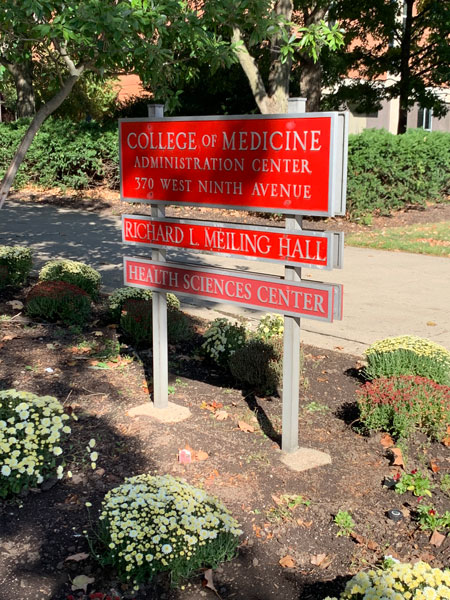 COLLEGE OF MEDICINE
ADMINISTRATION CENTER
370 WEST NINTH AVENUE
RICHARD L. MEILING HALL
HEALTH SCIENCES CENTER